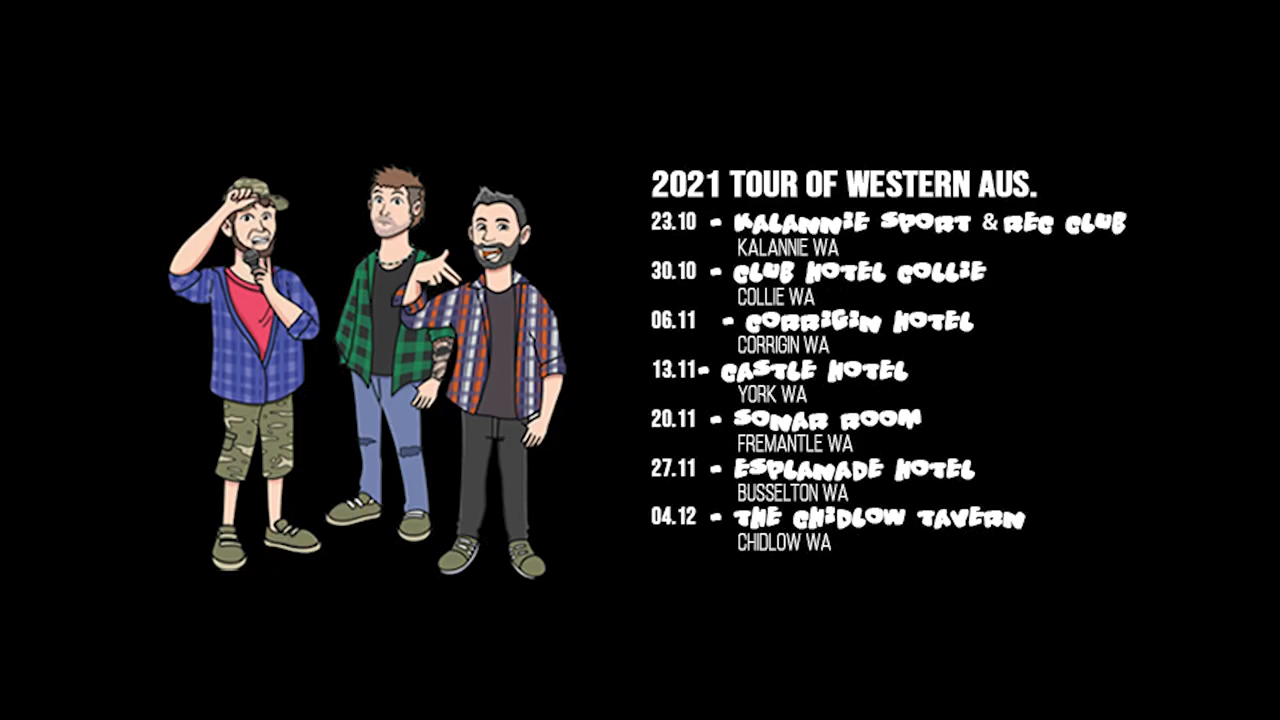 2021 TOUR OF WESTERN AUS.
23.10 - KALANNIE SPORT & REC CLUB
KALANNIE WA
30.10 - CLUB HOTEL COLLIE
COLLIE WA
06.11 - CORRIGIN HOTEL
CORRIGIN WA
13.11- CASTLE HOTEL
YORK WA
20.11 - SONAR ROOM
FREMANTLE WA
27.11 - ESPLANADE HOTEL
BUSSELTON WA
04.12 - THE CHIDLOW TAVERN
CHIDLOW WA